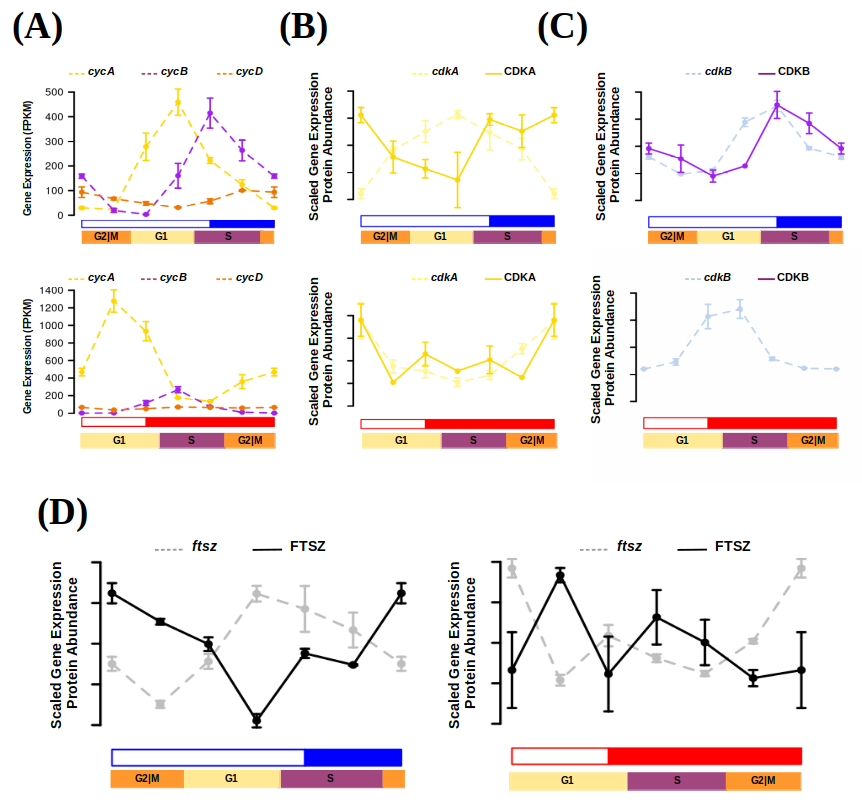 (A) (B) (C)
cycA cycB cycD
cdkA CDKA
cdkB CDKB
Gene Expression (FPKM)
500
400
300
200
100
0
G2|M G1 S
Scaled Gene Expression
Protein Abundance
G2|M G1 S
Scaled Gene Expression
Protein Abundance
G2|M G1 S
cycA cycB cycD
cdkA CDKA
cdkB CDKB
Gene Expression (FPKM)
1400
1200
1000
800
600
400
200
0
G1 S G2|M
Scaled Gene Expression
Protein Abundance
G1 S G2|M
Scaled Gene Expression
Protein Abundance
G1 S G2|M
(D)
ftsz FTSZ
Scaled Gene Expression
Protein Abundance
G2|M G1 S
ftsz FTSZ
Scaled Gene Expression
Protein Abundance
G1 S G2|M